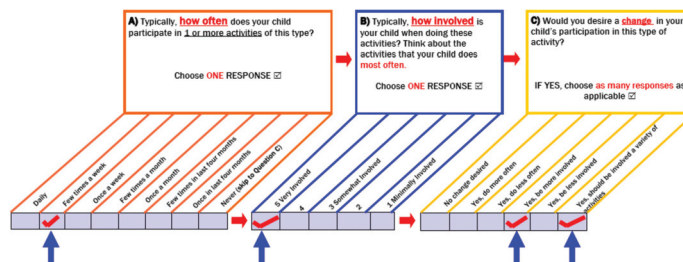 A) Typically, how often does your child
participate in 1 or more activities of this type?
Choose ONE RESPONSE ☑
B) Typically, how involved is
your child when doing these
activities? Think about the
activities that your child does
most often.
Choose ONE RESPONSE ☑
C) Would you desire a change in your
child's participation in this type of
activity?
IF YES, choose as many responses as
applicable ☑
Daily
Few times a week
Once a week
Few times a month
Once a month
Few times in last four months
Once in last four months
Never (skip to Question C)
5 Very Involved
4
3 Somewhat Involved
2
1 Minimally Involved
No change desired
Yes, do more often
Yes, do less often
Yes, be more involved
Yes, be less involved
Yes, should be involved a variety of
activities